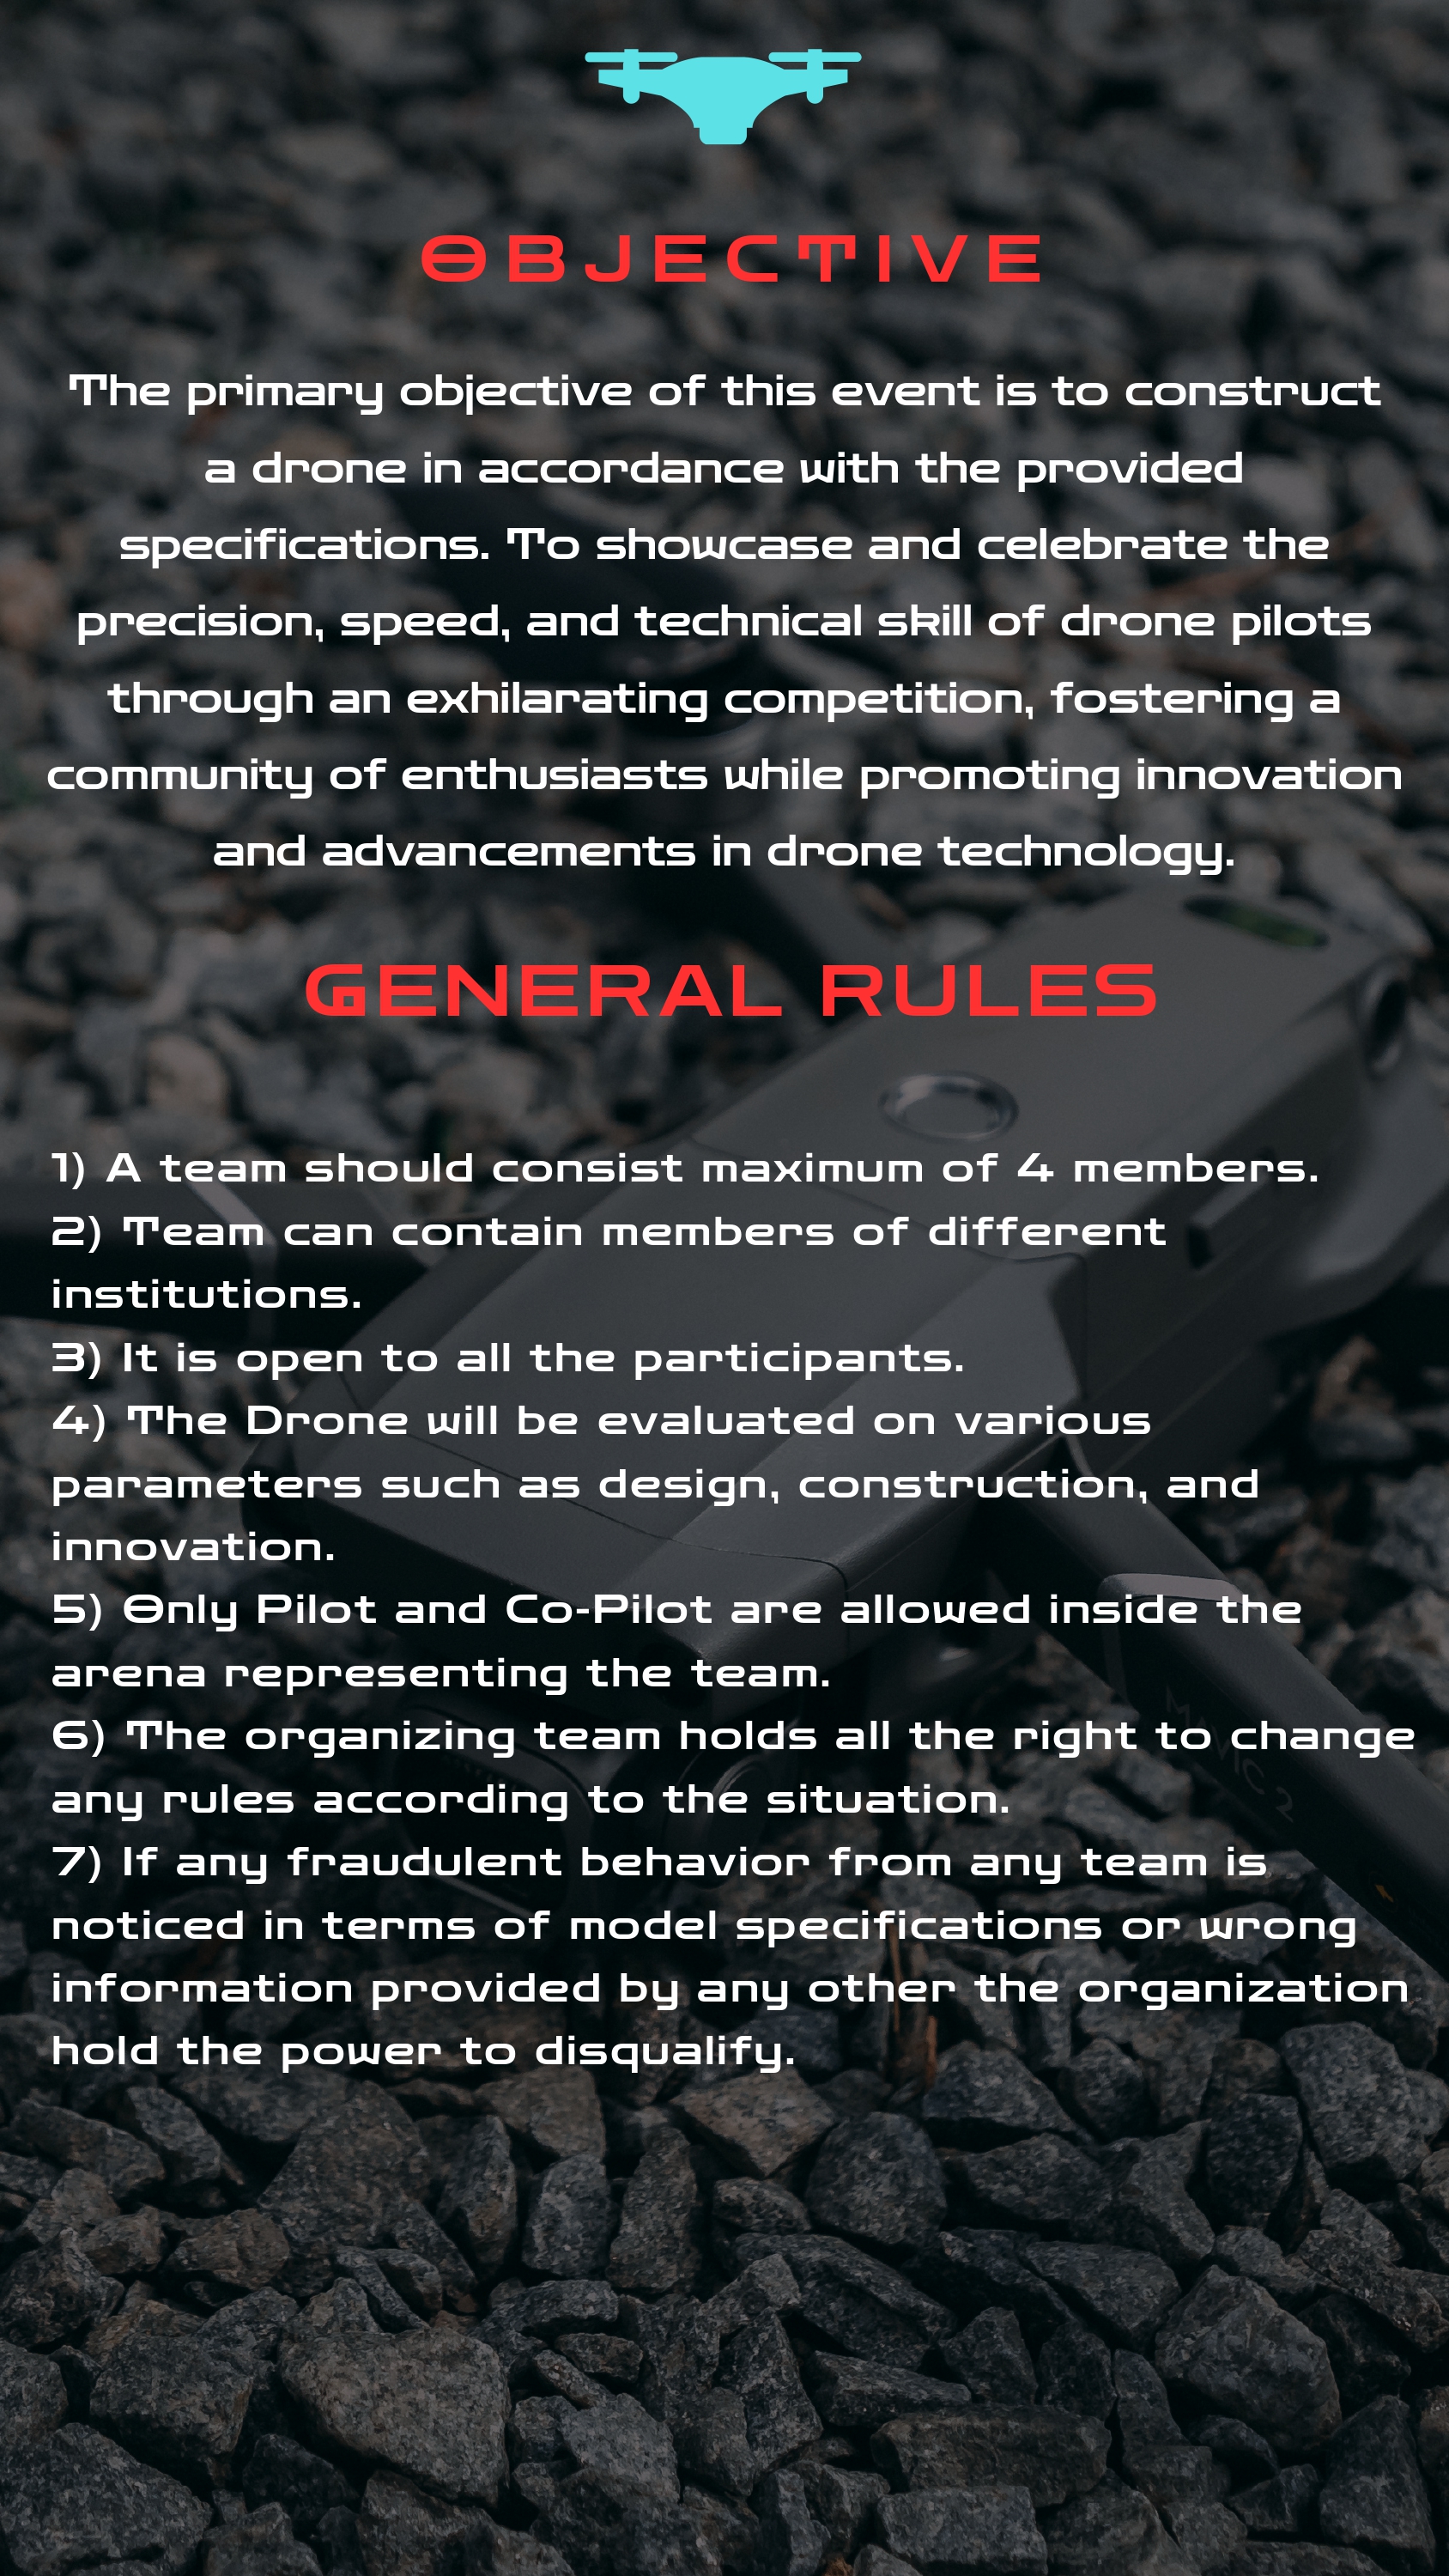 OBJECTIVE
The primary objective of this event is to construct
a drone in accordance with the provided
specifications. To showcase and celebrate the
precision, speed, and technical skill of drone pilots
through an exhilarating competition, fostering a
community of enthusiasts while promoting innovation
and advancements in drone technology.
GENERAL RULES
1) A team should consist maximum of 4 members.
2) Team can contain members of different
institutions.
3) It is open to all the participants.
4) The Drone will be evaluated on various
parameters such as design, construction, and
innovation.
5) Only Pilot and Co-Pilot are allowed inside the
arena representing the team.
6) The organizing team holds all the right to change
any rules according to the situation.
7) If any fraudulent behavior from any team is
noticed in terms of model specifications or wrong
information provided by any other the organization
hold the power to disqualify.
MAVIC 2